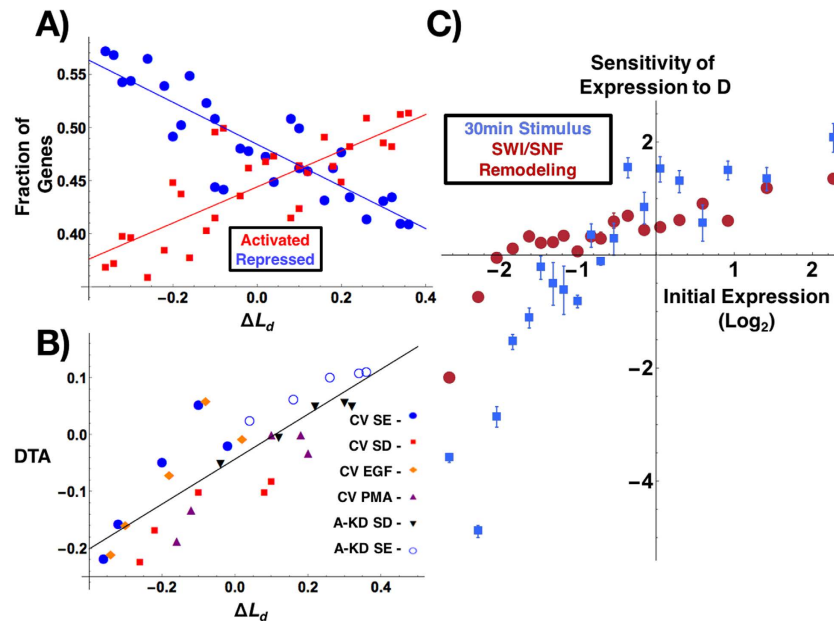 A)
Fraction of
Genes
0.55
0.50
0.45
0.40
Activated
Repressed
-0.2
0.0
0.2
0.4
ΔL_d
B)
DTA
0.1
0.0
-0.1
-0.2
CV SE -
CV SD -
CV EGF -
CV PMA -
A-KD SD -
A-KD SE -
-0.2
0.0
0.2
0.4
ΔL_d
C)
Sensitivity of
Expression to D
30min Stimulus
SWI/SNF
Remodeling
2
−2
−1
1
2
Initial Expression
(Log₂)
−2
−4